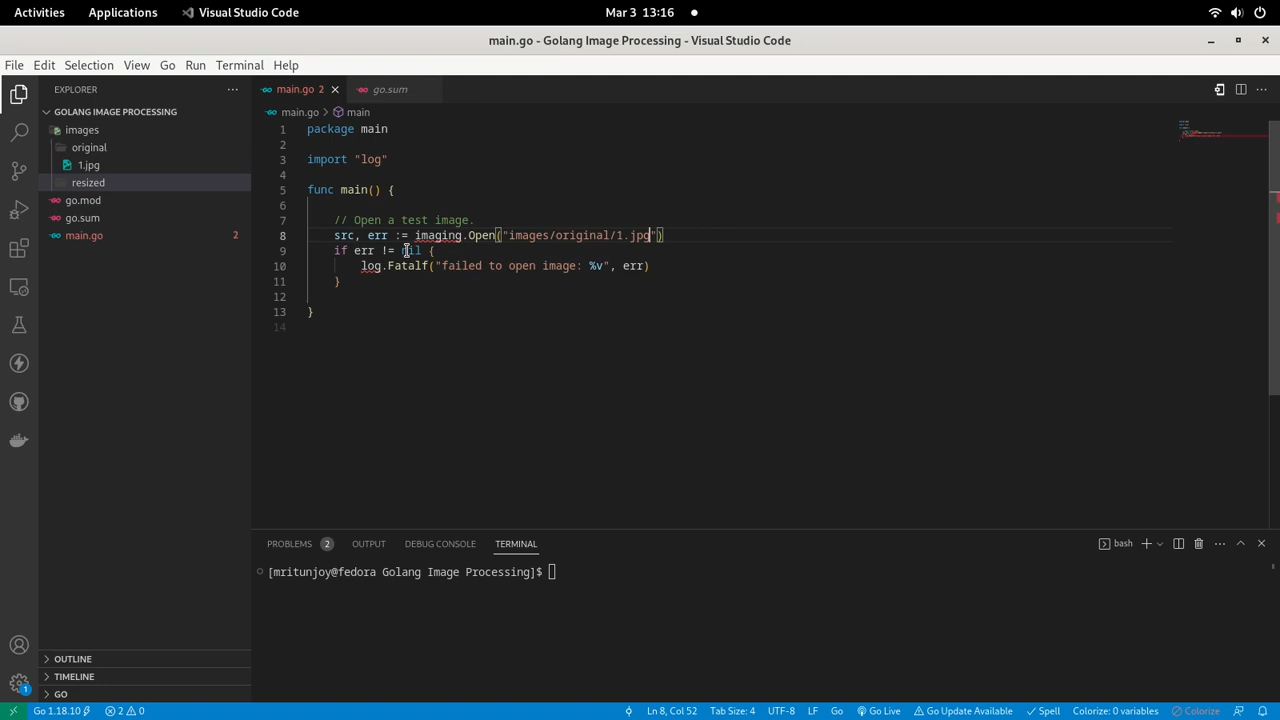 Activities Applications Visual Studio Code Mar 3 13:16
main.go - Golang Image Processing - Visual Studio Code
File Edit Selection View Go Run Terminal Help
EXPLORER
GOLANG IMAGE PROCESSING
images
original
1.jpg
resized
go.mod
go.sum
main.go 2
OUTLINE
TIMELINE
GO
main.go 2 go.sum
main.go > main
1 package main
2
3 import "log"
4
5 func main() {
6
7 // Open a test image.
8 src, err := imaging.Open("images/original/1.jpg")
9 if err != nil {
10 log.Fatalf("failed to open image: %v", err)
11 }
12
13 }
14
PROBLEMS 2 OUTPUT DEBUG CONSOLE TERMINAL bash
[mritunjoy@fedora Golang Image Processing]$
1
Go 1.18.10 2 0 Ln 8, Col 52 Tab Size: 4 UTF-8 LF Go Go Live Go Update Available Spell Colorize: 0 variables Colorize